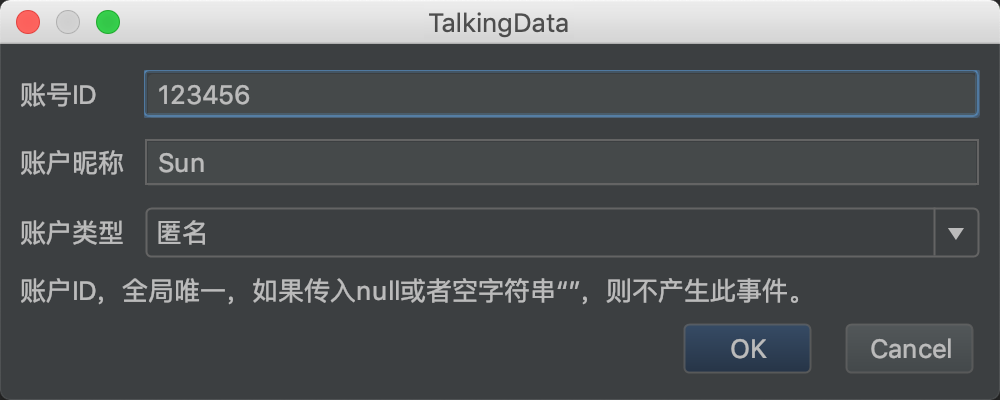 TalkingData
账号ID 123456
账户昵称 Sun
账户类型 匿名
账户ID，全局唯一，如果传入null或者空字符串“”，则不产生此事件。
OK Cancel